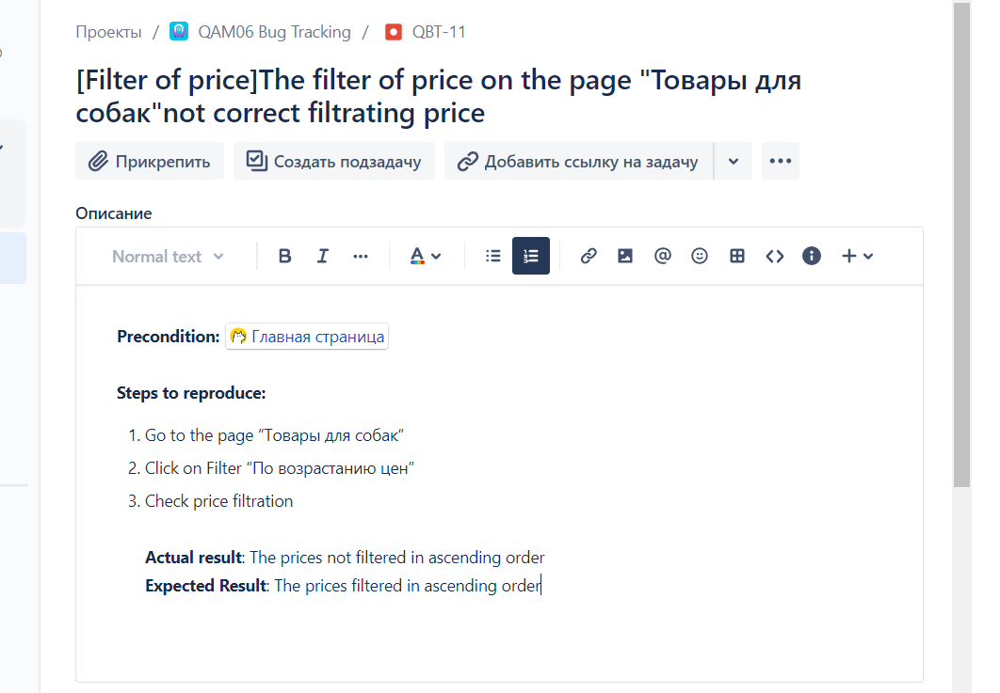 Проекты / QAM06 Bug Tracking / QBT-11
[Filter of price]The filter of price on the page "Товары для
собак"not correct filtrating price
Прикрепить Создать подзадачу Добавить ссылку на задачу
Описание
Normal text B I A
Precondition: Главная страница
Steps to reproduce:
1. Go to the page “Товары для собак“
2. Click on Filter “По возрастанию цен”
3. Check price filtration
Actual result: The prices not filtered in ascending order
Expected Result: The prices filtered in ascending order